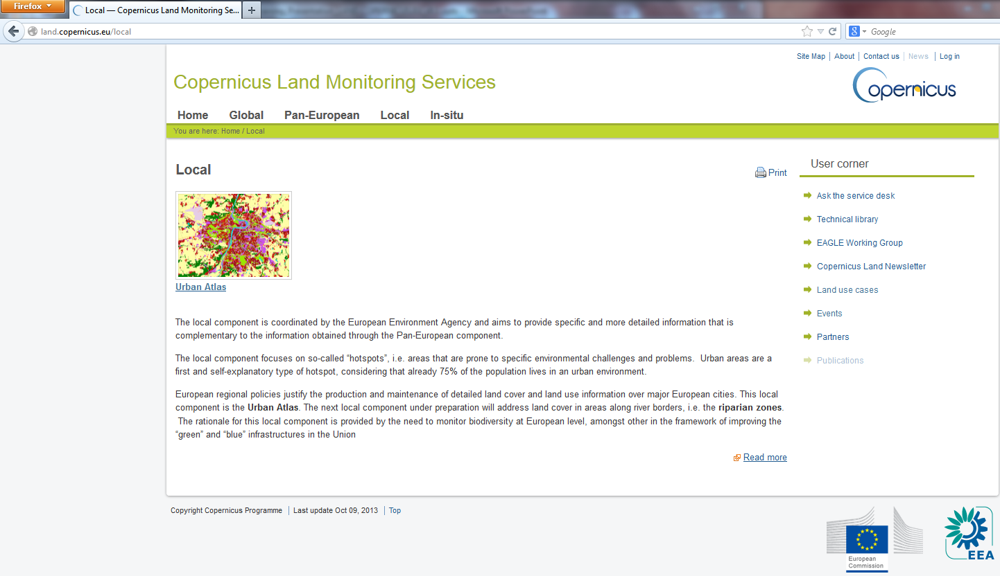 Firefox
Local — Copernicus Land Monitoring Se...
land.copernicus.eu/local
Google
Site Map | About | Contact us | News | Log in
Copernicus Land Monitoring Services
Copernicus
Home Global Pan-European Local In-situ
You are here: Home / Local
Local
Print
Urban Atlas
The local component is coordinated by the European Environment Agency and aims to provide specific and more detailed information that is
complementary to the information obtained through the Pan-European component.
The local component focuses on so-called “hotspots”, i.e. areas that are prone to specific environmental challenges and problems.  Urban areas are a
first and self-explanatory type of hotspot, considering that already 75% of the population lives in an urban environment.
European regional policies justify the production and maintenance of detailed land cover and land use information over major European cities. This local
component is the Urban Atlas. The next local component under preparation will address land cover in areas along river borders, i.e. the riparian zones.
The rationale for this local component is provided by the need to monitor biodiversity at European level, amongst other in the framework of improving the
“green” and “blue” infrastructures in the Union
Read more
User corner
Ask the service desk
Technical library
EAGLE Working Group
Copernicus Land Newsletter
Land use cases
Events
Partners
Publications
Copyright Copernicus Programme | Last update Oct 09, 2013 | Top
European
Commission
EEA